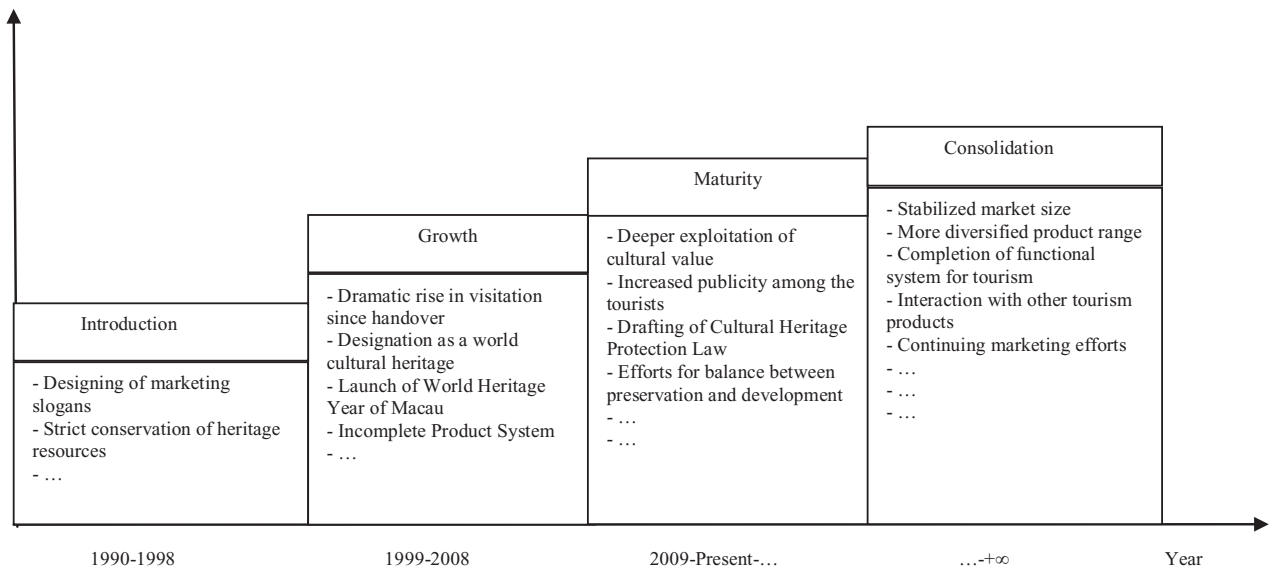 Introduction
- Designing of marketing
slogans
- Strict conservation of heritage
resources
- …
Growth
- Dramatic rise in visitation
since handover
- Designation as a world
cultural heritage
- Launch of World Heritage
Year of Macau
- Incomplete Product System
- …
Maturity
- Deeper exploitation of
cultural value
- Increased publicity among the
tourists
- Drafting of Cultural Heritage
Protection Law
- Efforts for balance between
preservation and development
- …
- …
Consolidation
- Stabilized market size
- More diversified product range
- Completion of functional
system for tourism
- Interaction with other tourism
products
- Continuing marketing efforts
- …
- …
- …
1990-1998
1999-2008
2009-Present-…
…-+∞
Year